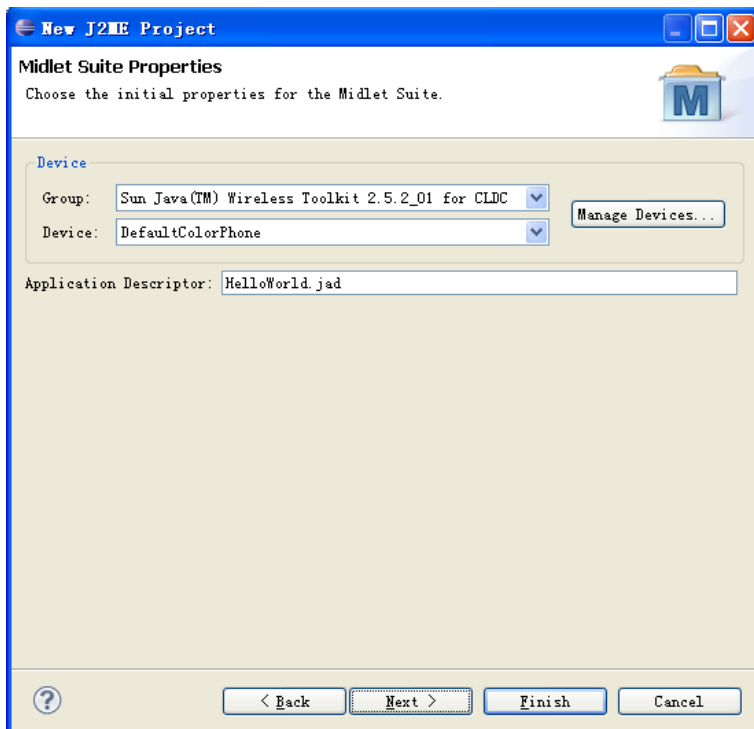 New J2ME Project
Midlet Suite Properties
Choose the initial properties for the Midlet Suite.
M
Device
Group: Sun Java(TM) Wireless Toolkit 2.5.2_01 for CLDC
Manage Devices...
Device: DefaultColorPhone
Application Descriptor: HelloWorld.jad
?
< Back
Next >
Finish
Cancel